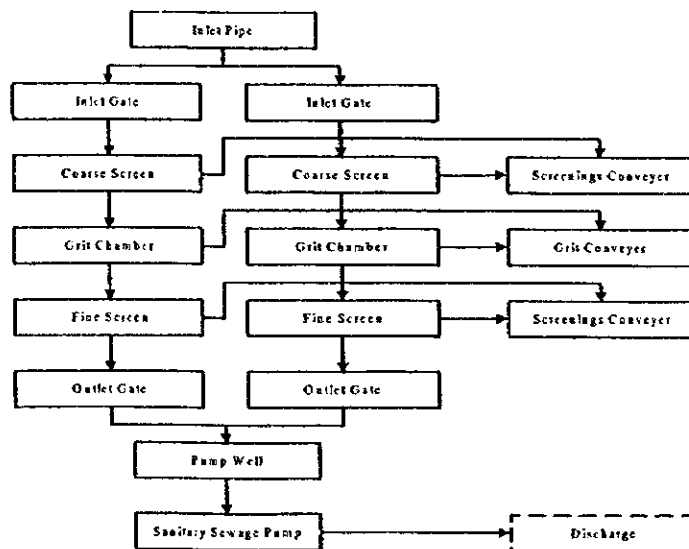 Inlet Pipe
Inlet Gate
Inlet Gate
Coarse Screen
Coarse Screen
Screenings Conveyer
Grit Chamber
Grit Chamber
Grit Conveyer
Fine Screen
Fine Screen
Screenings Conveyer
Outlet Gate
Outlet Gate
Pump Well
Sanitary Sewage Pump
Discharge